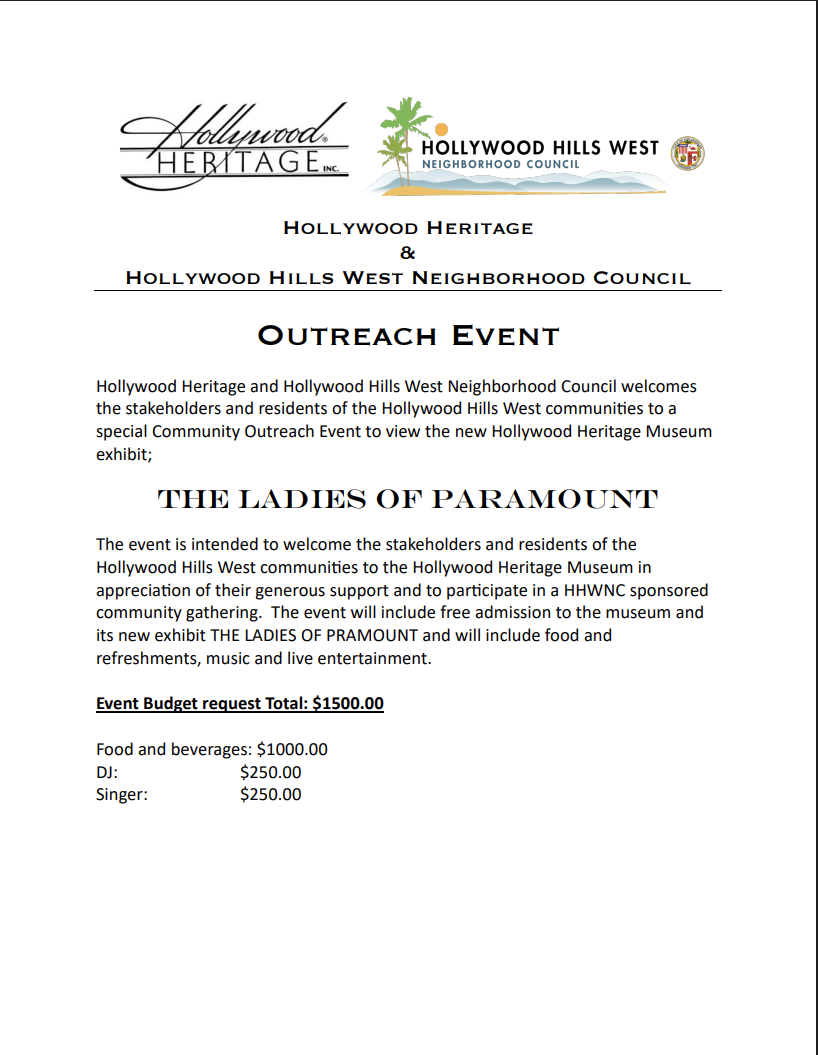 Hollywood®
HERITAGE INC.
HOLLYWOOD HILLS WEST
NEIGHBORHOOD COUNCIL
HOLLYWOOD HERITAGE
&
HOLLYWOOD HILLS WEST NEIGHBORHOOD COUNCIL
OUTREACH EVENT
Hollywood Heritage and Hollywood Hills West Neighborhood Council welcomes
the stakeholders and residents of the Hollywood Hills West communities to a
special Community Outreach Event to view the new Hollywood Heritage Museum
exhibit;
THE LADIES OF PARAMOUNT
The event is intended to welcome the stakeholders and residents of the
Hollywood Hills West communities to the Hollywood Heritage Museum in
appreciation of their generous support and to participate in a HHWNC sponsored
community gathering.  The event will include free admission to the museum and
its new exhibit THE LADIES OF PRAMOUNT and will include food and
refreshments, music and live entertainment.
Event Budget request Total: $1500.00
Food and beverages: $1000.00
DJ: $250.00
Singer: $250.00